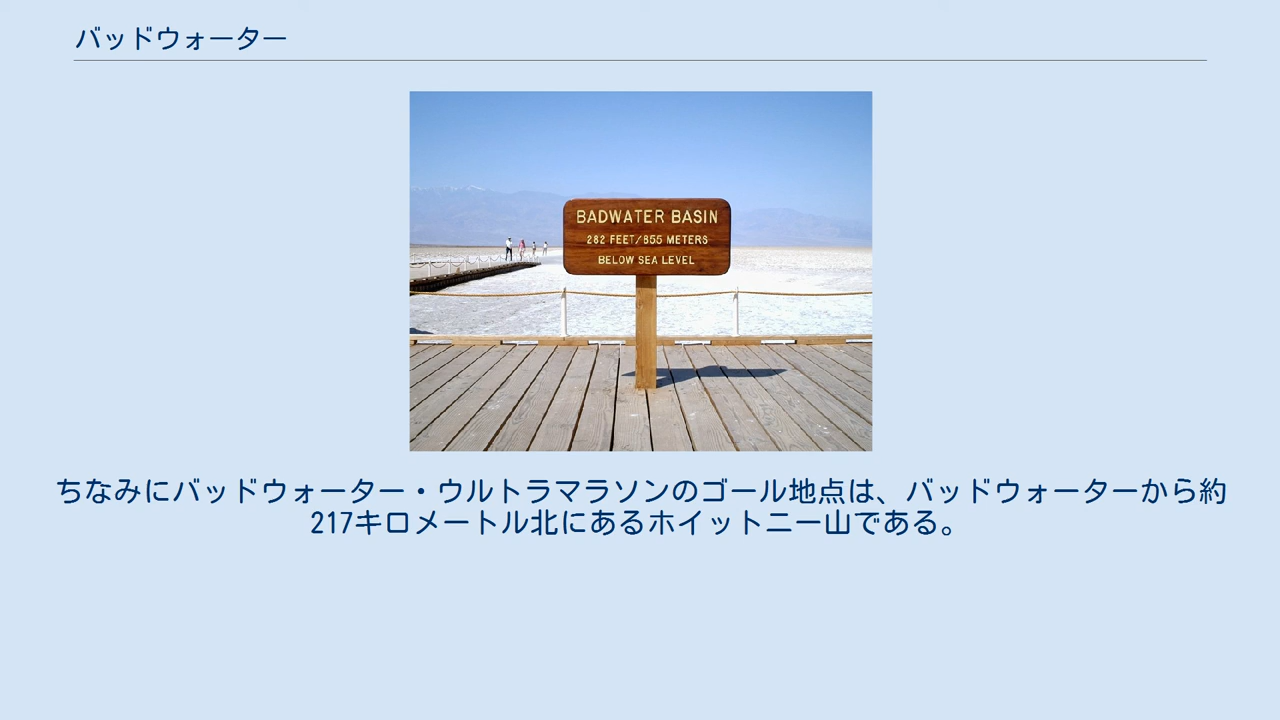 バッドウォーター
BADWATER BASIN
282 FEET/855 METERS
BELOW SEA LEVEL
ちなみにバッドウォーター・ウルトラマラソンのゴール地点は、バッドウォーターから約
217キロメートル北にあるホイットニー山である。